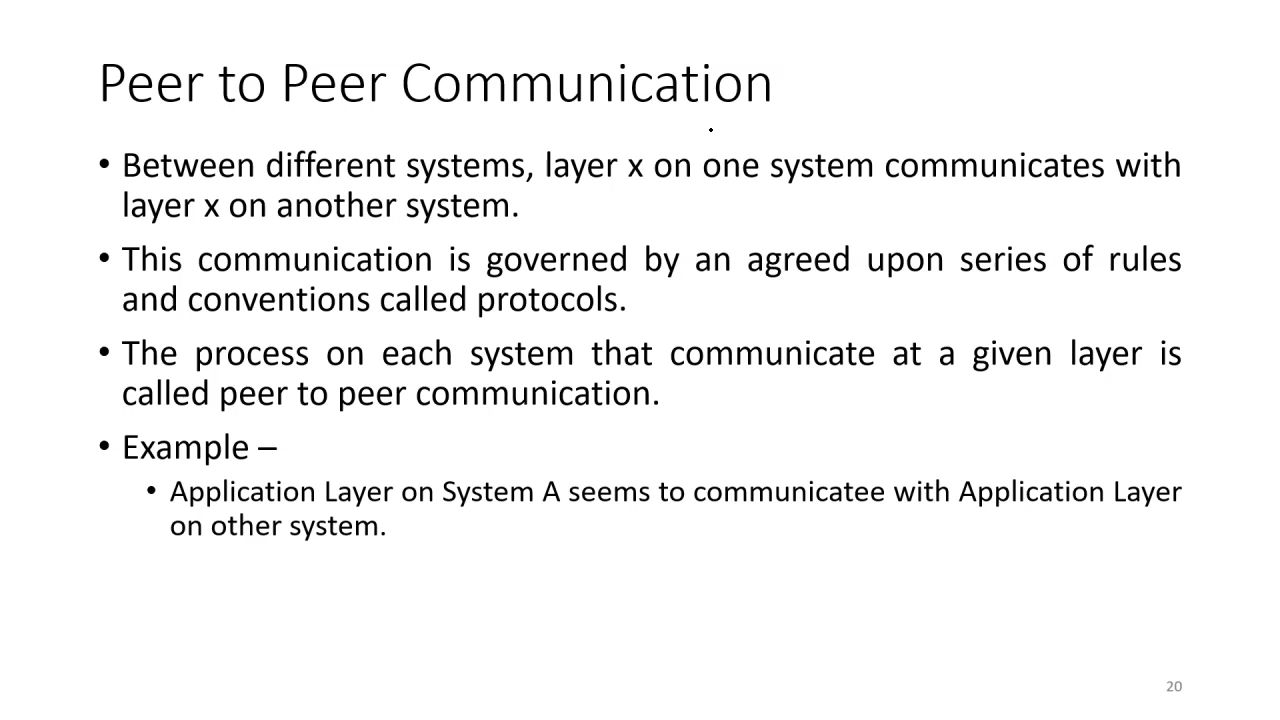 Peer to Peer Communication
• Between different systems, layer x on one system communicates with
layer x on another system.
• This communication is governed by an agreed upon series of rules
and conventions called protocols.
• The process on each system that communicate at a given layer is
called peer to peer communication.
• Example –
• Application Layer on System A seems to communicatee with Application Layer
on other system.
20